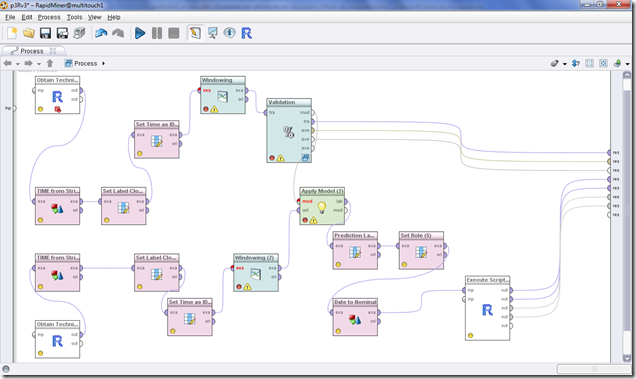 p3Rv3* – RapidMiner@multitouch1
File Edit Process Tools View Help
Process
Process
inp
Obtain Techni...
inp out
out
Windowing
exa exa
ori
Validation
tra mod
tra
ave
ave
ave
Set Time as ID...
exa exa
ori
TIME from Stri...
exa exa
ori
Set Label Clo...
exa exa
ori
Apply Model (2)
mod lab
unl mod
Prediction La...
exa exa
ori
Set Role (5)
exa exa
ori
TIME from Stri...
exa exa
ori
Set Label Clo...
exa exa
ori
Windowing (2)
exa exa
ori
Set Time as ID...
exa exa
ori
Obtain Techni...
inp out
out
Date to Nominal
exa exa
ori
Execute Script...
inp out
inp out
out
out
out
res
res
res
res
res
res
res
res